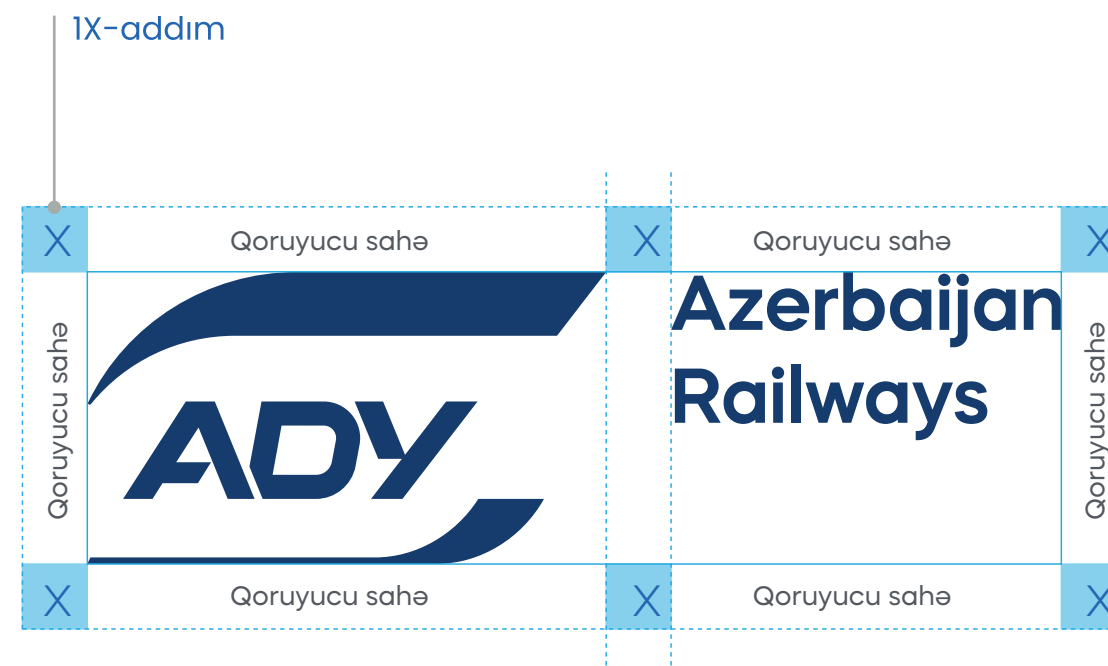 1X-addım
X Qoruyucu sahə X Qoruyucu sahə X
Qoruyucu sahə
ADY
Azerbaijan
Railways
Qoruyucu sahə
X Qoruyucu sahə X Qoruyucu sahə X